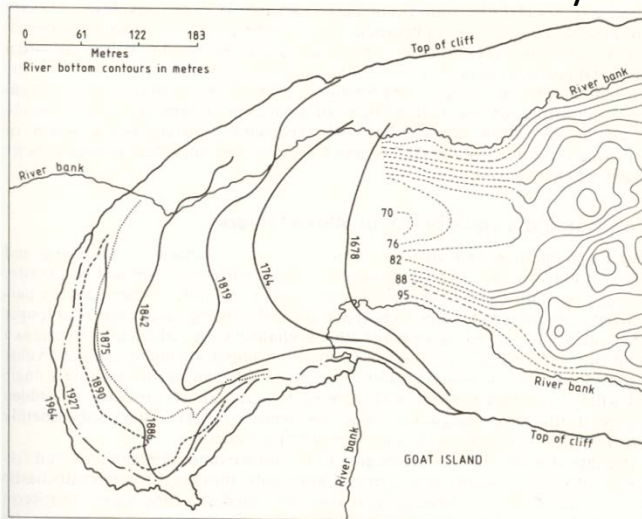 0 61 122 183
Metres
River bottom contours in metres
Top of cliff
River bank
River bank
70
76
82
88
95
1678
1764
1819
1842
1875
1890
1886
1927
1964
River bank
River bank
GOAT ISLAND
Top of cliff